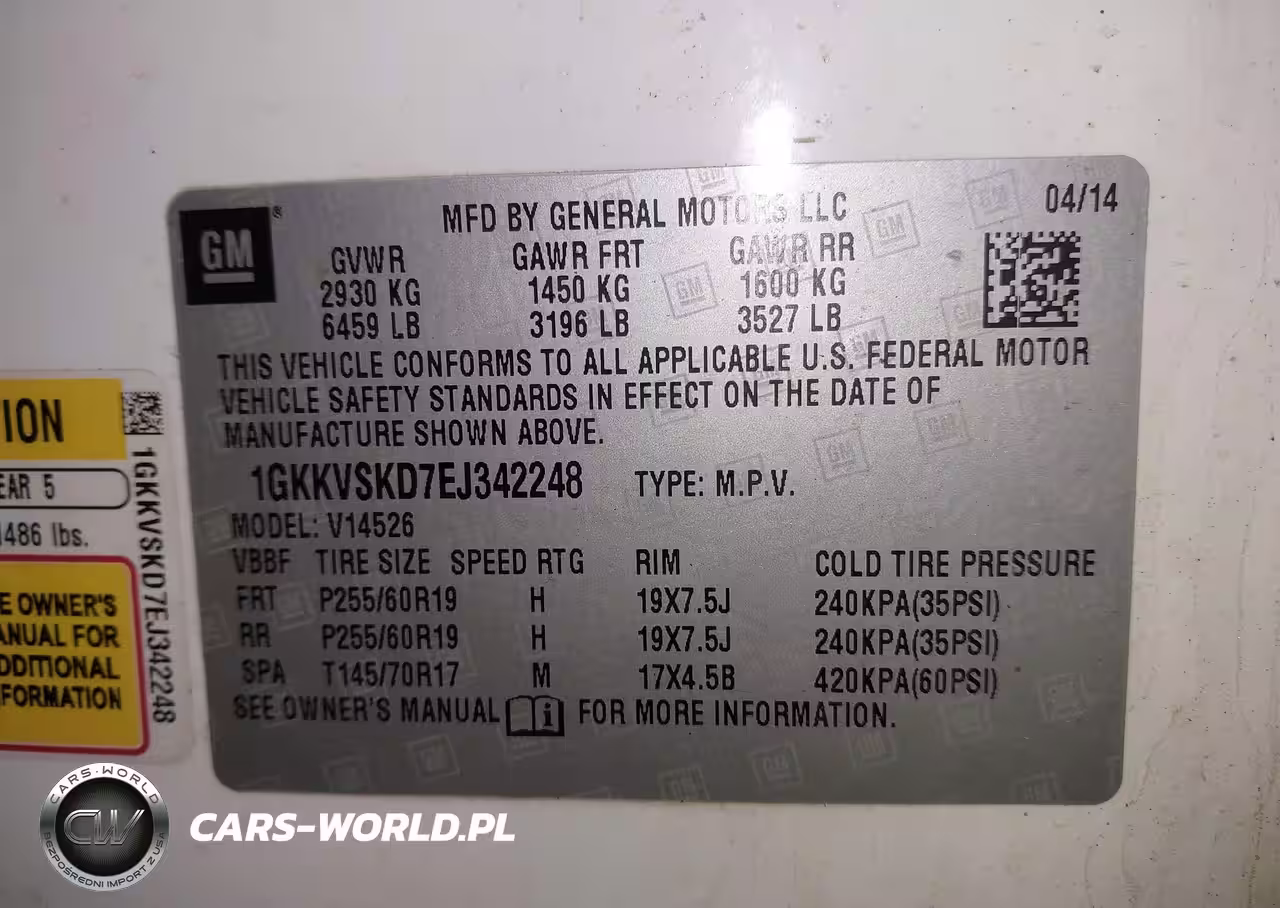 GM
MFD BY GENERAL MOTORS LLC 04/14
GVWR GAWR FRT GAWR RR
2930 KG 1450 KG 1600 KG
6459 LB 3196 LB 3527 LB
THIS VEHICLE CONFORMS TO ALL APPLICABLE U.S. FEDERAL MOTOR
VEHICLE SAFETY STANDARDS IN EFFECT ON THE DATE OF
MANUFACTURE SHOWN ABOVE.
1GKKVSKD7EJ342248 TYPE: M.P.V.
MODEL: V14526
VBBF TIRE SIZE SPEED RTG RIM COLD TIRE PRESSURE
FRT P255/60R19 H 19X7.5J 240KPA(35PSI)
RR P255/60R19 H 19X7.5J 240KPA(35PSI)
SPA T145/70R17 M 17X4.5B 420KPA(60PSI)
SEE OWNER'S MANUAL FOR MORE INFORMATION.
ION
EAR 5
1486 lbs.
E OWNER'S
ANUAL FOR
DDITIONAL
FORMATION
1GKKVSKD7EJ342248
CARS-WORLD
CW
BEZPOŚREDNI IMPORT Z USA
CARS-WORLD.PL